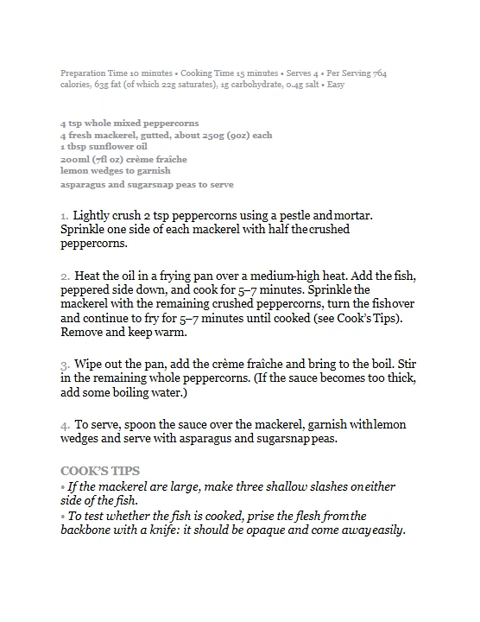 Preparation Time 10 minutes • Cooking Time 15 minutes • Serves 4 • Per Serving 764
calories, 63g fat (of which 22g saturates), 1g carbohydrate, 0.4g salt • Easy
4 tsp whole mixed peppercorns
4 fresh mackerel, gutted, about 250g (9oz) each
1 tbsp sunflower oil
200ml (7fl oz) crème fraîche
lemon wedges to garnish
asparagus and sugarsnap peas to serve
1. Lightly crush 2 tsp peppercorns using a pestle and mortar.
Sprinkle one side of each mackerel with half the crushed
peppercorns.
2. Heat the oil in a frying pan over a medium-high heat. Add the fish,
peppered side down, and cook for 5–7 minutes. Sprinkle the
mackerel with the remaining crushed peppercorns, turn the fish over
and continue to fry for 5–7 minutes until cooked (see Cook's Tips).
Remove and keep warm.
3. Wipe out the pan, add the crème fraîche and bring to the boil. Stir
in the remaining whole peppercorns. (If the sauce becomes too thick,
add some boiling water.)
4. To serve, spoon the sauce over the mackerel, garnish with lemon
wedges and serve with asparagus and sugarsnap peas.
COOK'S TIPS
• If the mackerel are large, make three shallow slashes on either
side of the fish.
• To test whether the fish is cooked, prise the flesh from the
backbone with a knife: it should be opaque and come away easily.